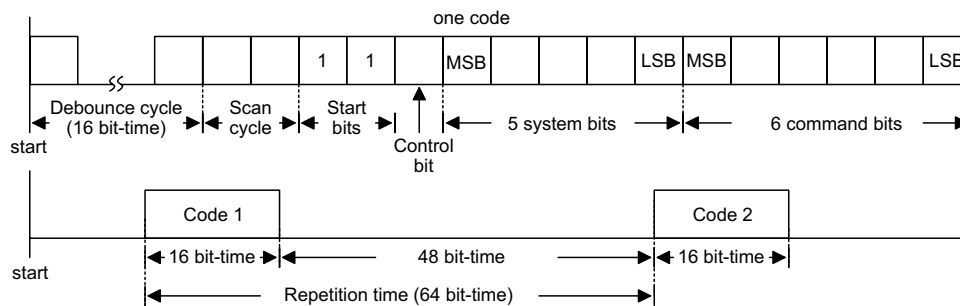 one code
1 1 MSB LSB MSB LSB
Debounce cycle
(16 bit-time)
Scan
cycle
Start
bits
Control
bit
5 system bits
6 command bits
start
Code 1
Code 2
start
16 bit-time
48 bit-time
16 bit-time
Repetition time (64 bit-time)